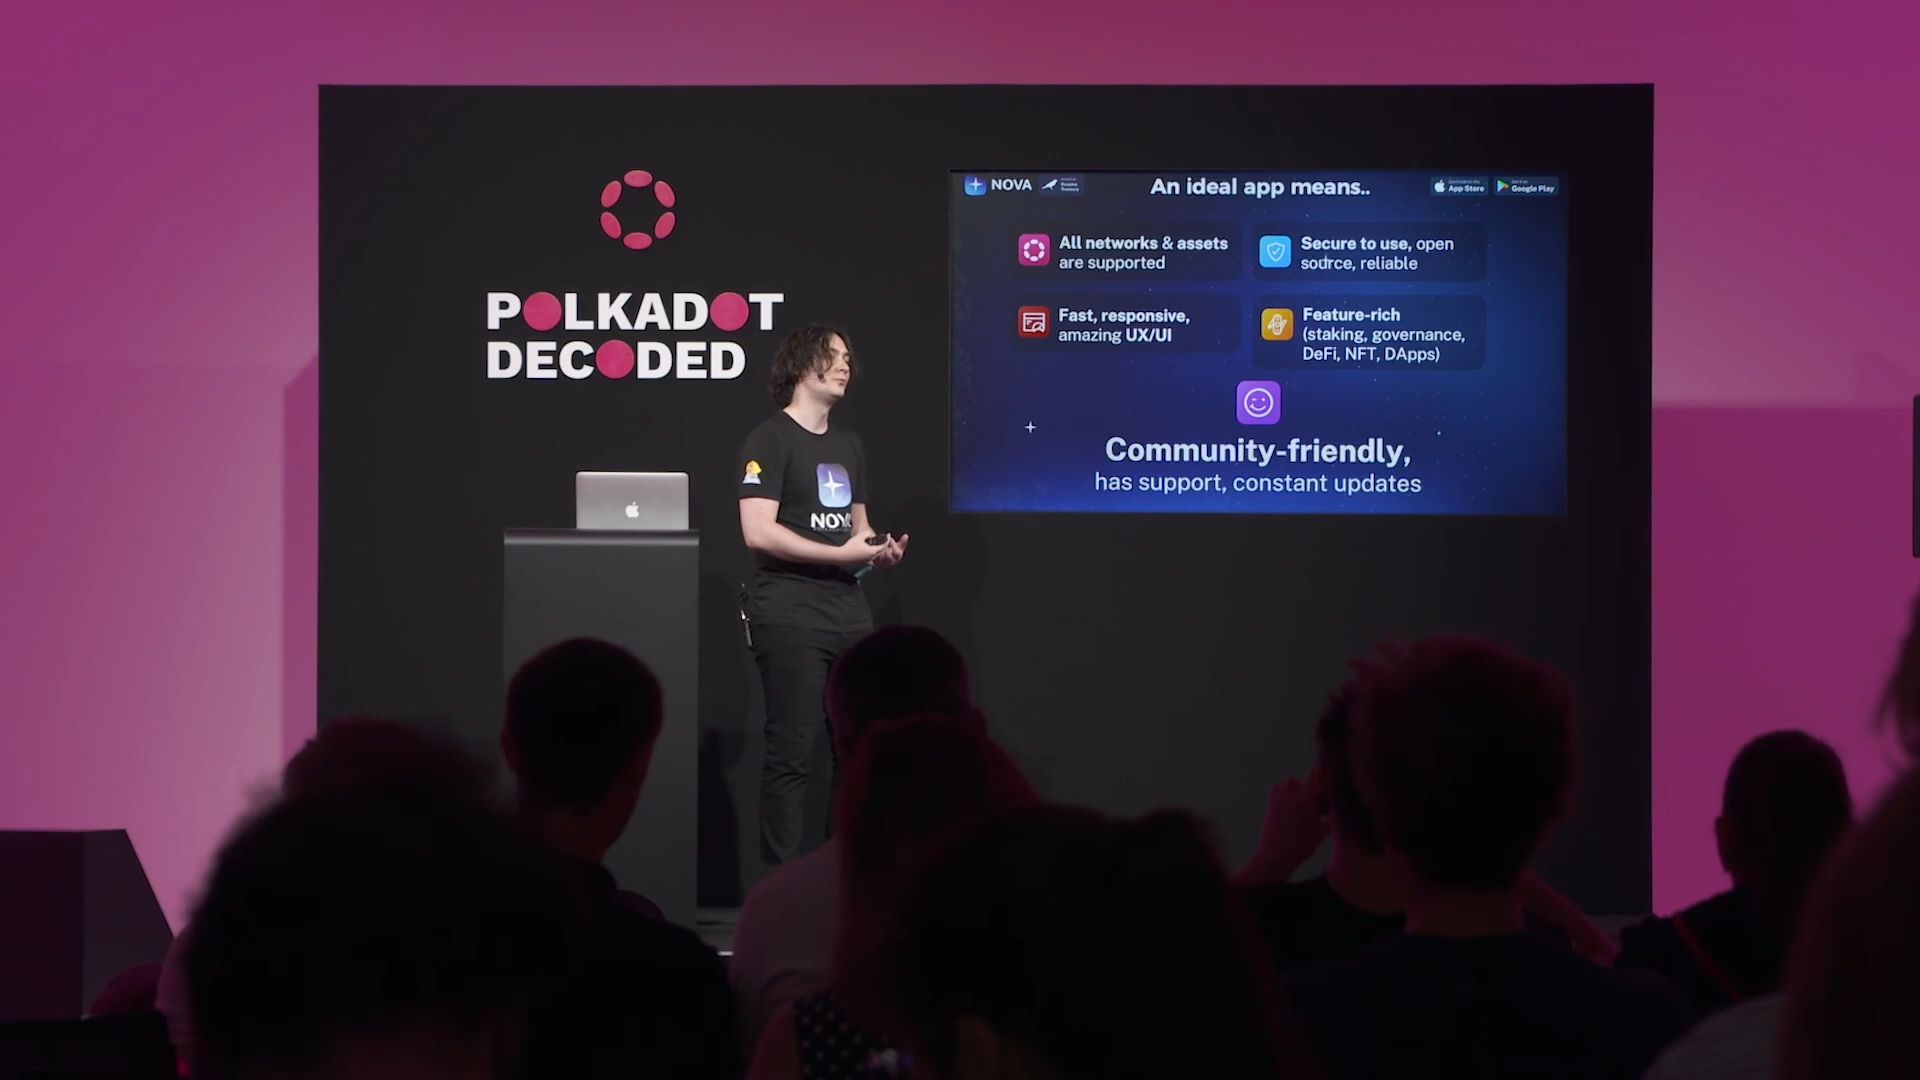 POLKADOT
DECODED
NOVA
An ideal app means..
App Store
Google Play
All networks & assets
are supported
Secure to use, open
source, reliable
Fast, responsive,
amazing UX/UI
Feature-rich
(staking, governance,
DeFi, NFT, DApps)
Community-friendly,
has support, constant updates
NOVA